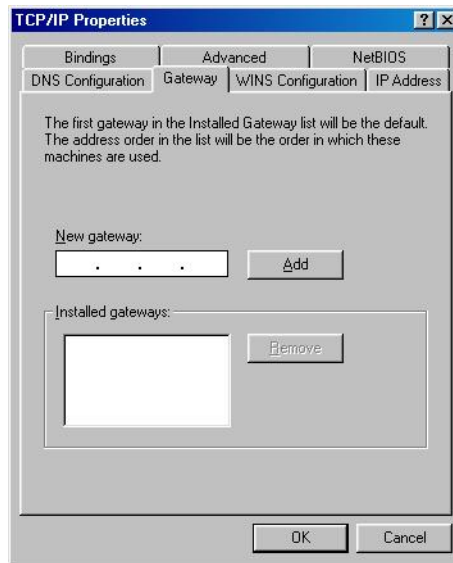 TCP/IP Properties
Bindings
Advanced
NetBIOS
DNS Configuration
Gateway
WINS Configuration
IP Address
The first gateway in the Installed Gateway list will be the default.
The address order in the list will be the order in which these
machines are used.
New gateway:
. . .
Add
Installed gateways:
Remove
OK
Cancel